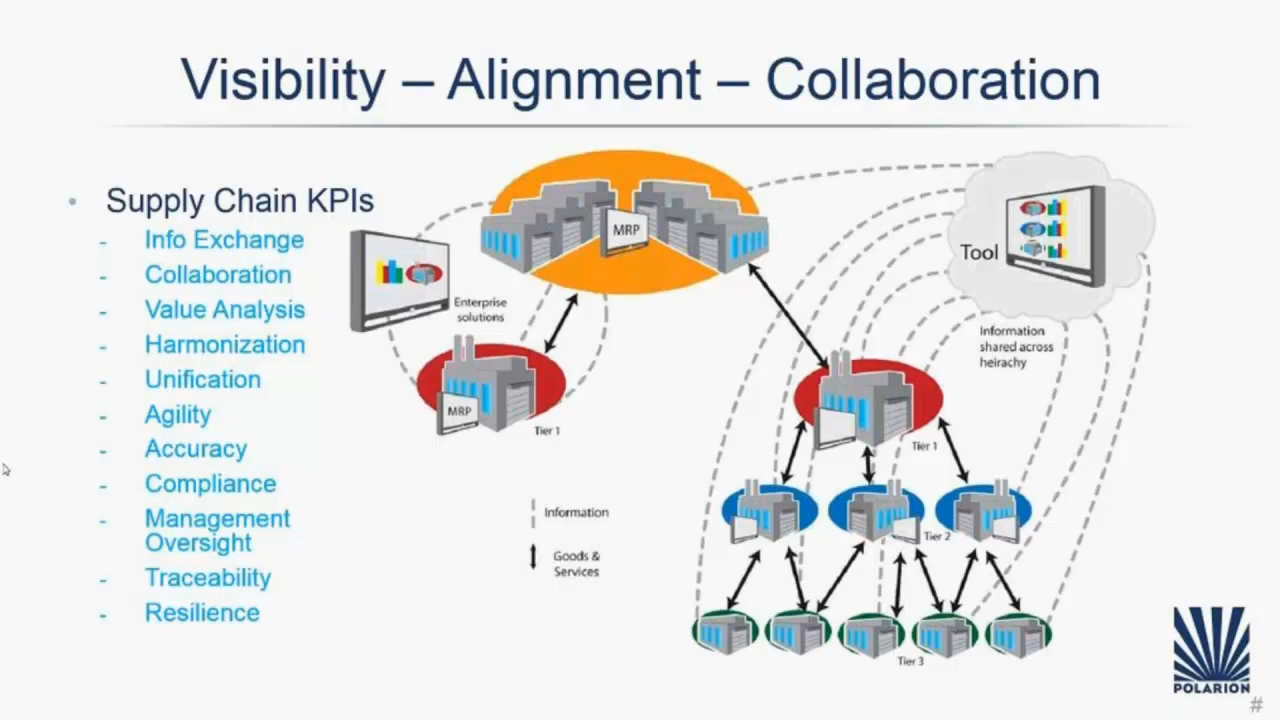 Visibility – Alignment – Collaboration
• Supply Chain KPIs
- Info Exchange
- Collaboration
- Value Analysis
- Harmonization
- Unification
- Agility
- Accuracy
- Compliance
- Management
Oversight
- Traceability
- Resilience
MRP
Enterprise
solutions
MRP
Tier 1
Tool
Information
shared across
heirachy
Tier 1
Tier 2
Tier 3
Information
Goods &
Services
POLARION
#